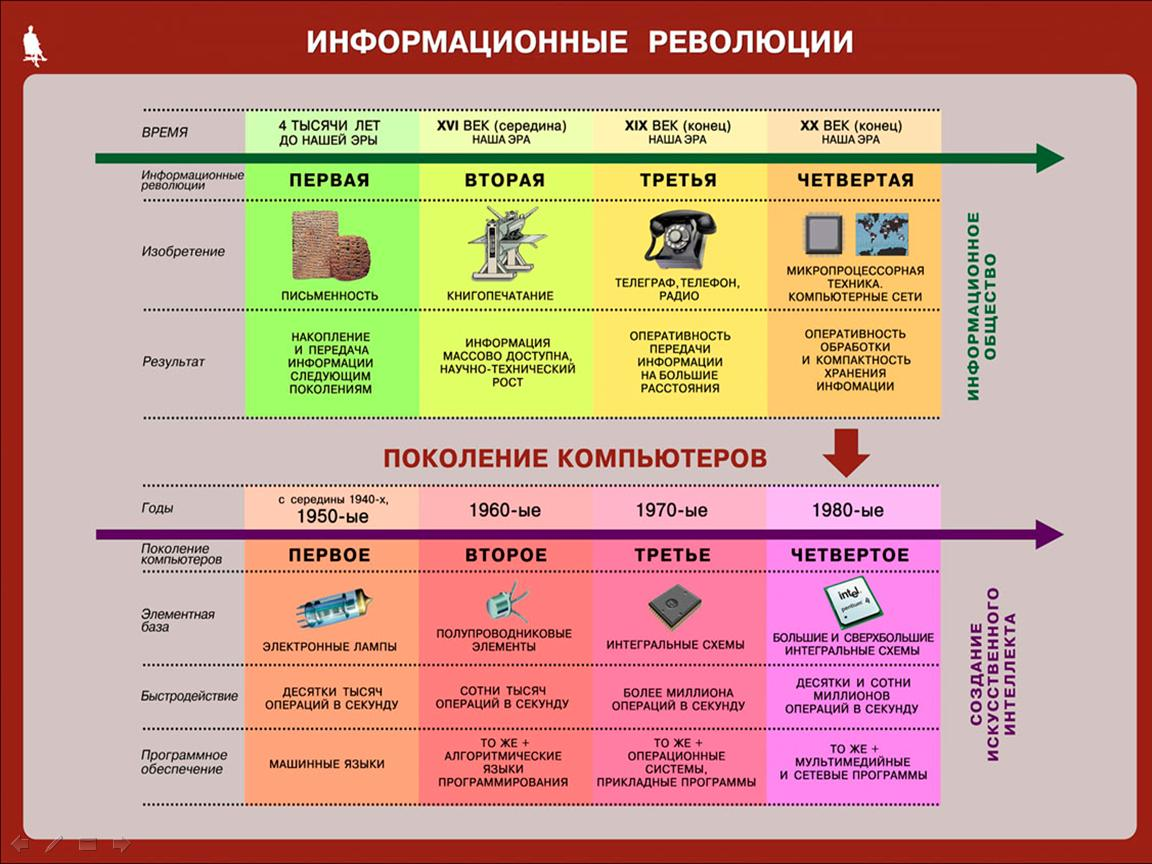 ИНФОРМАЦИОННЫЕ РЕВОЛЮЦИИ
ВРЕМЯ
4 ТЫСЯЧИ ЛЕТ
ДО НАШЕЙ ЭРЫ
XVI ВЕК (середина)
НАША ЭРА
XIX ВЕК (конец)
НАША ЭРА
XX ВЕК (конец)
НАША ЭРА
Информационные
революции
ПЕРВАЯ
ВТОРАЯ
ТРЕТЬЯ
ЧЕТВЕРТАЯ
Изобретение
ПИСЬМЕННОСТЬ
КНИГОПЕЧАТАНИЕ
ТЕЛЕГРАФ, ТЕЛЕФОН,
РАДИО
МИКРОПРОЦЕССОРНАЯ
ТЕХНИКА.
КОМПЬЮТЕРНЫЕ СЕТИ
Результат
НАКОПЛЕНИЕ
И ПЕРЕДАЧА
ИНФОРМАЦИИ
СЛЕДУЮЩИМ
ПОКОЛЕНИЯМ
ИНФОРМАЦИЯ
МАССОВО ДОСТУПНА,
НАУЧНО-ТЕХНИЧЕСКИЙ
РОСТ
ОПЕРАТИВНОСТЬ
ПЕРЕДАЧИ
ИНФОРМАЦИИ
НА БОЛЬШИЕ
РАССТОЯНИЯ
ОПЕРАТИВНОСТЬ
ОБРАБОТКИ
И КОМПАКТНОСТЬ
ХРАНЕНИЯ
ИНФОМАЦИИ
ИНФОРМАЦИОННОЕ
ОБЩЕСТВО
ПОКОЛЕНИЕ КОМПЬЮТЕРОВ
Годы
с середины 1940-х,
1950-ые
1960-ые
1970-ые
1980-ые
Поколение
компьютеров
ПЕРВОЕ
ВТОРОЕ
ТРЕТЬЕ
ЧЕТВЕРТОЕ
Элементная
база
ЭЛЕКТРОННЫЕ ЛАМПЫ
ПОЛУПРОВОДНИКОВЫЕ
ЭЛЕМЕНТЫ
ИНТЕГРАЛЬНЫЕ СХЕМЫ
intel
pentium 4
БОЛЬШИЕ И СВЕРХБОЛЬШИЕ
ИНТЕГРАЛЬНЫЕ СХЕМЫ
Быстродействие
ДЕСЯТКИ ТЫСЯЧ
ОПЕРАЦИЙ В СЕКУНДУ
СОТНИ ТЫСЯЧ
ОПЕРАЦИЙ В СЕКУНДУ
БОЛЕЕ МИЛЛИОНА
ОПЕРАЦИЙ В СЕКУНДУ
ДЕСЯТКИ И СОТНИ
МИЛЛИОНОВ
ОПЕРАЦИЙ В СЕКУНДУ
Программное
обеспечение
МАШИННЫЕ ЯЗЫКИ
ТО ЖЕ +
АЛГОРИТМИЧЕСКИЕ
ЯЗЫКИ
ПРОГРАММИРОВАНИЯ
ТО ЖЕ +
ОПЕРАЦИОННЫЕ
СИСТЕМЫ,
ПРИКЛАДНЫЕ ПРОГРАММЫ
ТО ЖЕ +
МУЛЬТИМЕДИЙНЫЕ
И СЕТЕВЫЕ ПРОГРАММЫ
СОЗДАНИЕ
ИСКУССТВЕННОГО
ИНТЕЛЛЕКТА